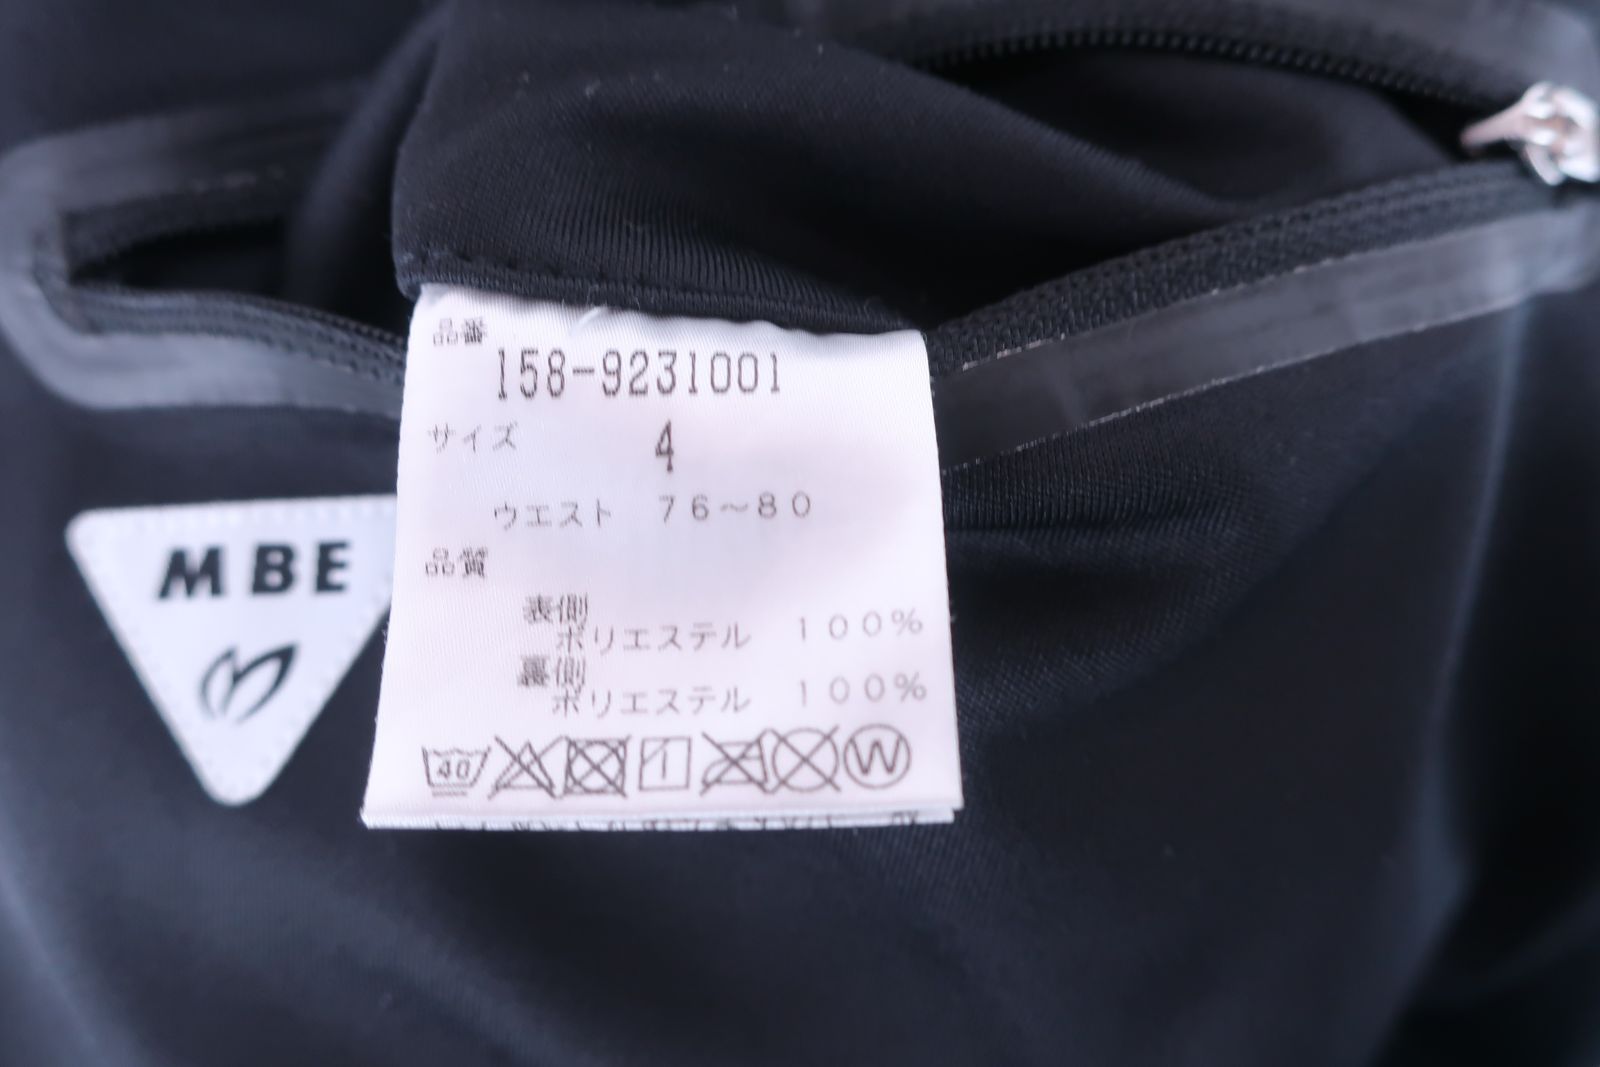 品番
158-9231001
サイズ 4
ウエスト 76～80
品質
表側
ポリエステル 100%
裏側
ポリエステル 100%
40
W
MBE